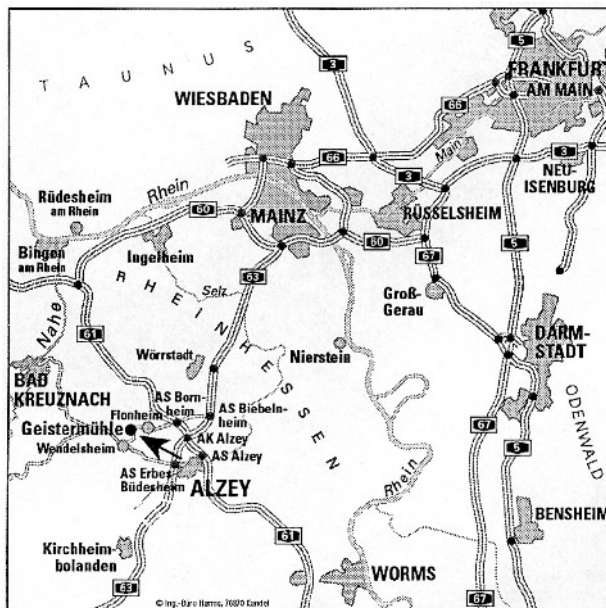 TAUNUS
WIESBADEN
3
5
FRANKFURT
AM MAIN
66
66
Main
3
3
NEU-
ISENBURG
Rüdesheim
am Rhein
Rhein
60
MAINZ
RÜSSELSHEIM
Bingen
am Rhein
Ingelheim
60
67
5
63
Selz
Groß-
Gerau
RHEINHESSEN
Nahe
61
Wörrstadt
Nierstein
DARM-
STADT
BAD
KREUZNACH
AS Born-
heim
AS Biebeln-
heim
Flonheim
Geistermühle
AK Alzey
Wendelsheim
AS Alzey
AS Erbes
Büdesheim
ALZEY
ODENWALD
67
5
Rhein
61
BENSHEIM
Kirchheim-
bolanden
WORMS
63
67
© Ing.-Büro Harms, 76870 Kandel